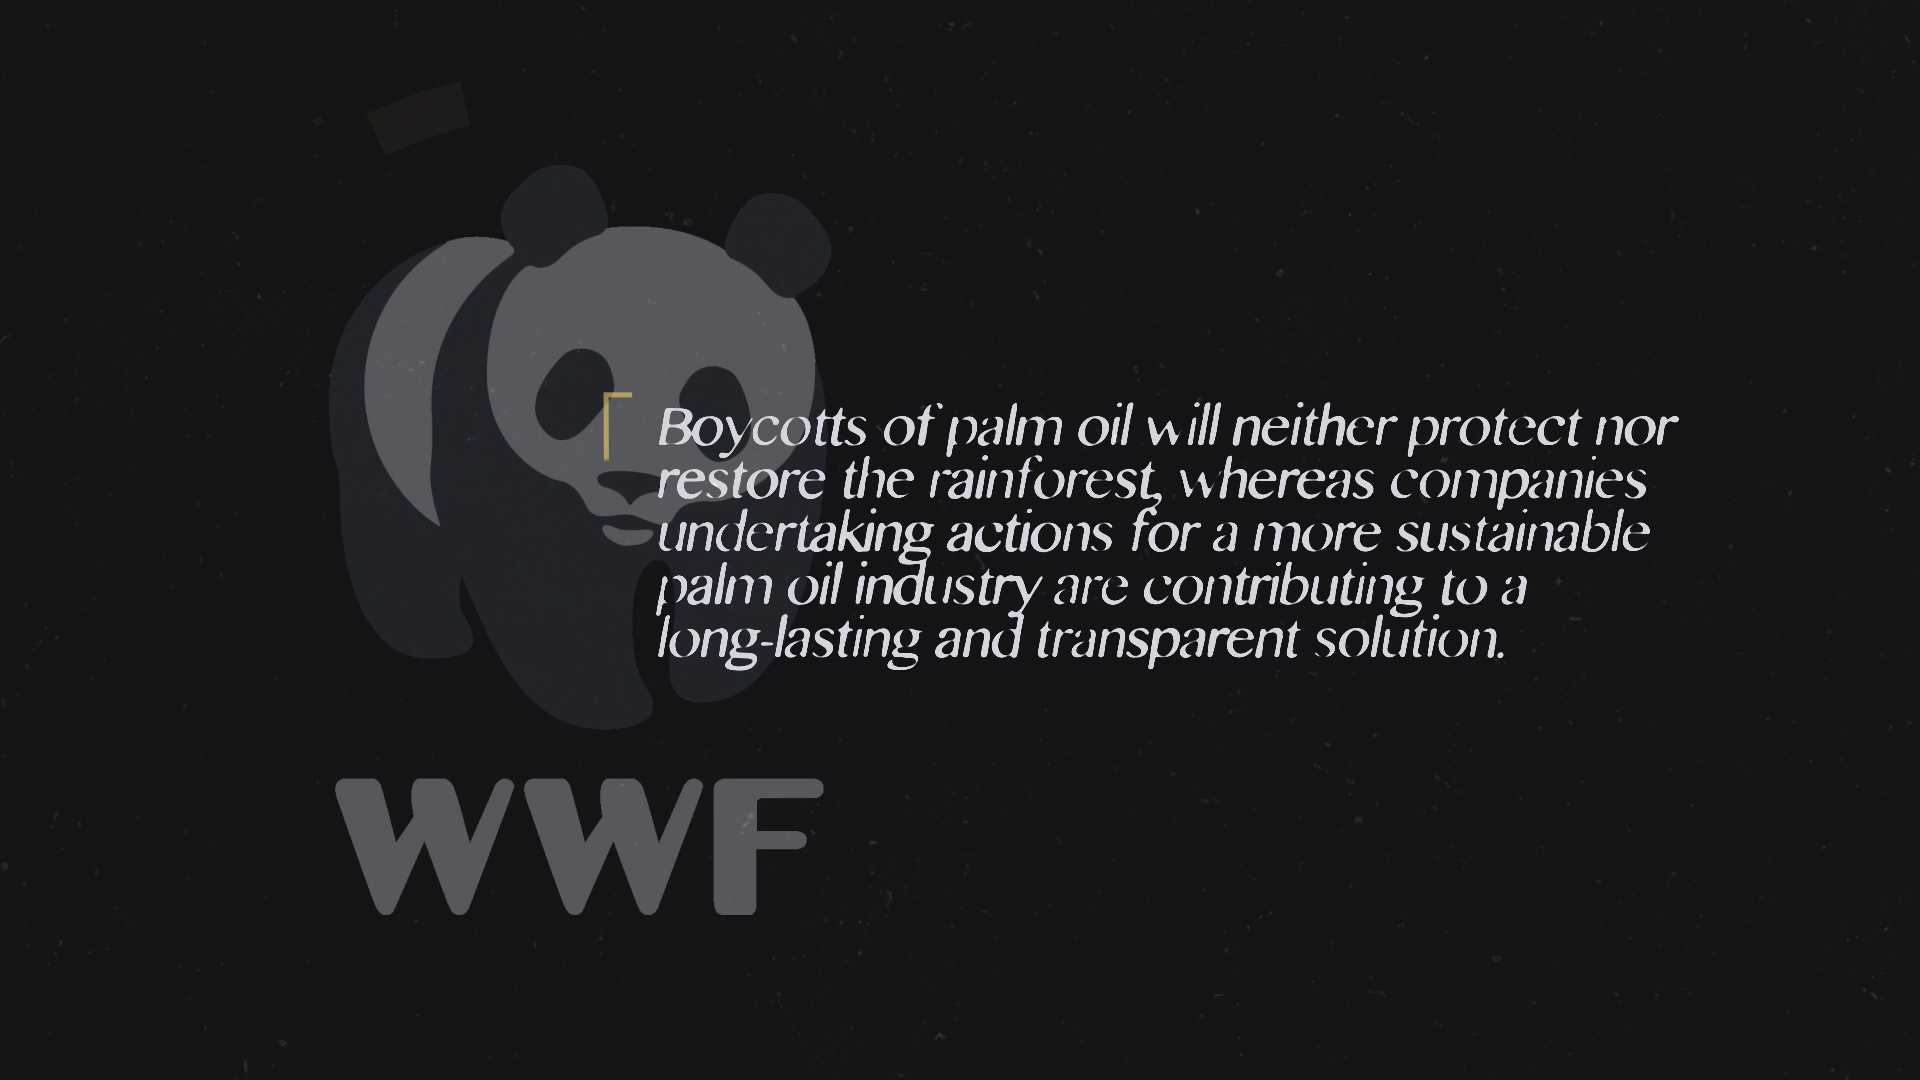 Boycotts of palm oil will neither protect nor
restore the rainforest, whereas companies
undertaking actions for a more sustainable
palm oil industry are contributing to a
long-lasting and transparent solution.
WWF